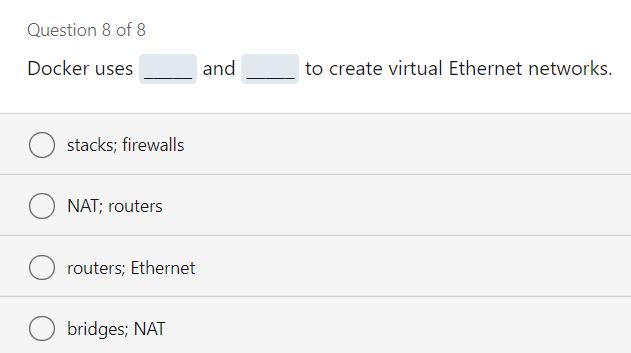 Question 8 of 8
Docker uses _____ and _____ to create virtual Ethernet networks.
stacks; firewalls
NAT; routers
routers; Ethernet
bridges; NAT